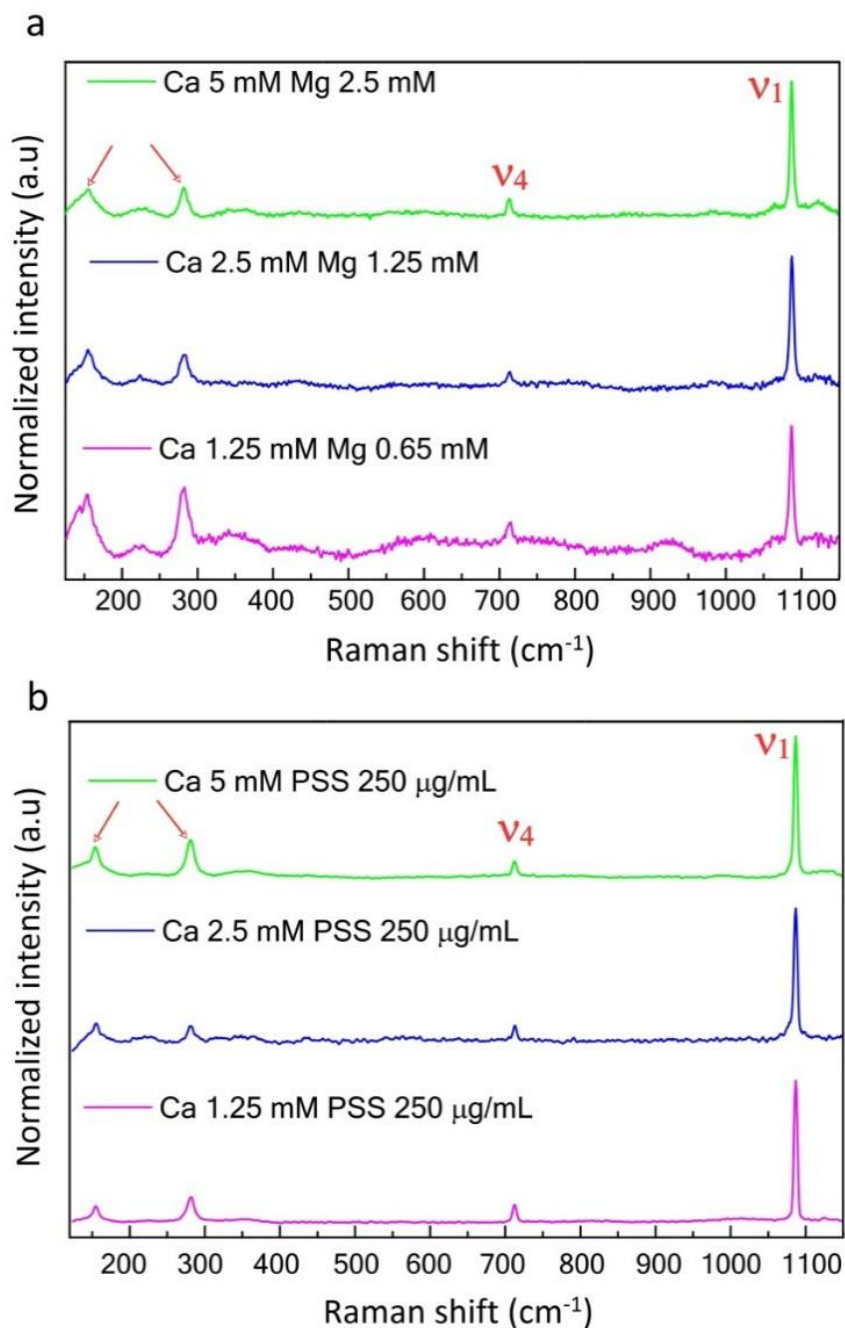 a
Ca 5 mM Mg 2.5 mM
ν1
ν4
Ca 2.5 mM Mg 1.25 mM
Ca 1.25 mM Mg 0.65 mM
Normalized intensity (a.u)
200 300 400 500 600 700 800 900 1000 1100
Raman shift (cm-1)
b
ν1
Ca 5 mM PSS 250 μg/mL
ν4
Ca 2.5 mM PSS 250 μg/mL
Ca 1.25 mM PSS 250 μg/mL
Normalized intensity (a.u)
200 300 400 500 600 700 800 900 1000 1100
Raman shift (cm-1)